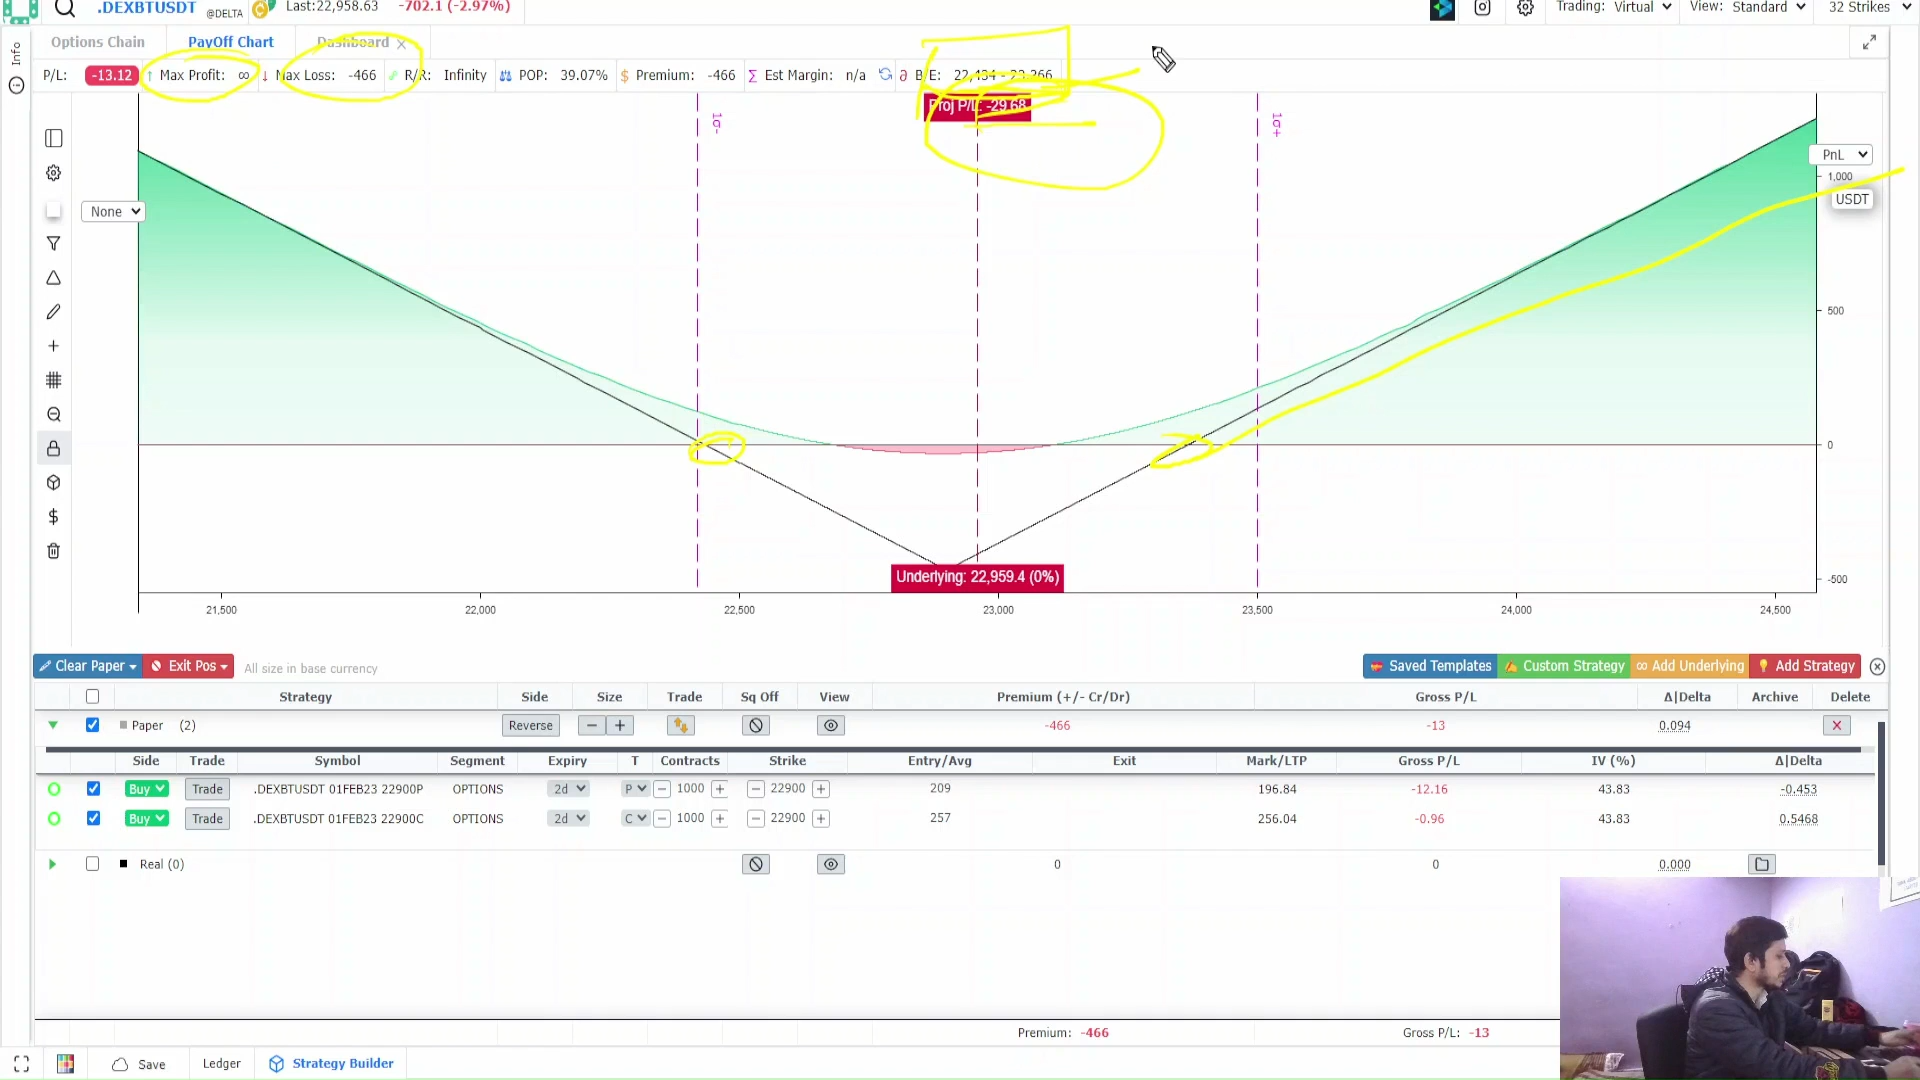 .DEXBTUSDT @DELTA Last:22,958.63 -702.1 (-2.97%) Trading: Virtual View: Standard 32 Strikes
Info
Options Chain PayOff Chart Dashboard
P/L: -13.12 Max Profit: ∞ Max Loss: -466 R/R: Infinity POP: 39.07% Premium: -466 Est Margin: n/a B/E: 22,434 - 23,366
Proj P/L: -29.68
1σ-
1σ+
PnL
1,000
USDT
None
500
0
Underlying: 22,959.4 (0%)
-500
21,500 22,000 22,500 23,000 23,500 24,000 24,500
Clear Paper Exit Pos All size in base currency Saved Templates Custom Strategy ∞ Add Underlying Add Strategy
Strategy Side Size Trade Sq Off View Premium (+/- Cr/Dr) Gross P/L Δ|Delta Archive Delete
Paper (2) Reverse − + -466 -13 0.094 X
Side Trade Symbol Segment Expiry T Contracts Strike Entry/Avg Exit Mark/LTP Gross P/L IV (%) Δ|Delta
Buy Trade .DEXBTUSDT 01FEB23 22900P OPTIONS 2d P − 1000 + − 22900 + 209 196.84 -12.16 43.83 -0.453
Buy Trade .DEXBTUSDT 01FEB23 22900C OPTIONS 2d C − 1000 + − 22900 + 257 256.04 -0.96 43.83 0.5468
Real (0) 0 0 0.000
Premium: -466 Gross P/L: -13
Save Ledger Strategy Builder